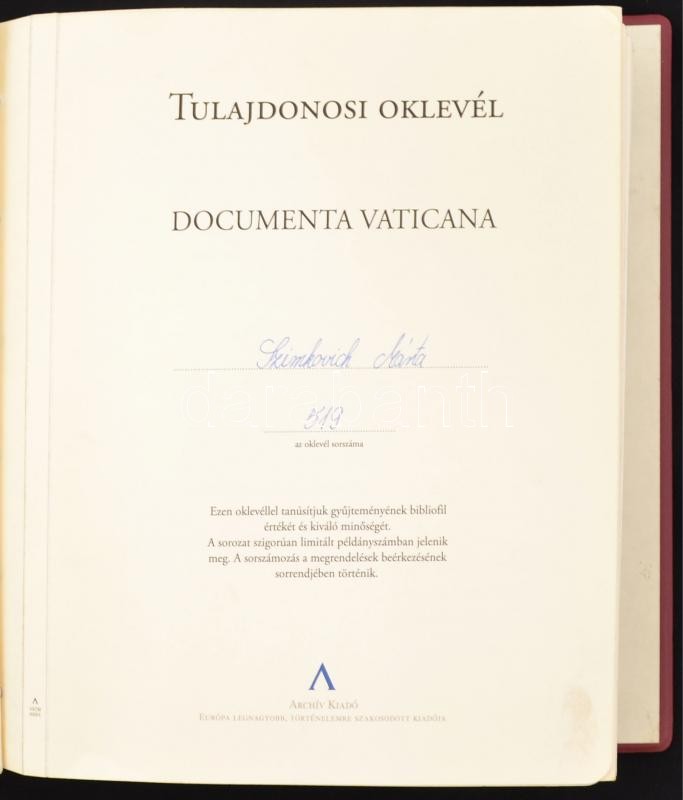 TULAJDONOSI OKLEVÉL
DOCUMENTA VATICANA
Szimkovich Márta
darabanth
519
az oklevél sorszáma
Ezen oklevéllel tanúsítjuk gyűjteményének bibliofil
értékét és kiváló minőségét.
A sorozat szigorúan limitált példányszámban jelenik
meg. A sorszámozás a megrendelések beérkezésének
sorrendjében történik.
ARCHÍV KIADÓ
EURÓPA LEGNAGYOBB, TÖRTÉNELEMRE SZAKOSODOTT KIADÓJA